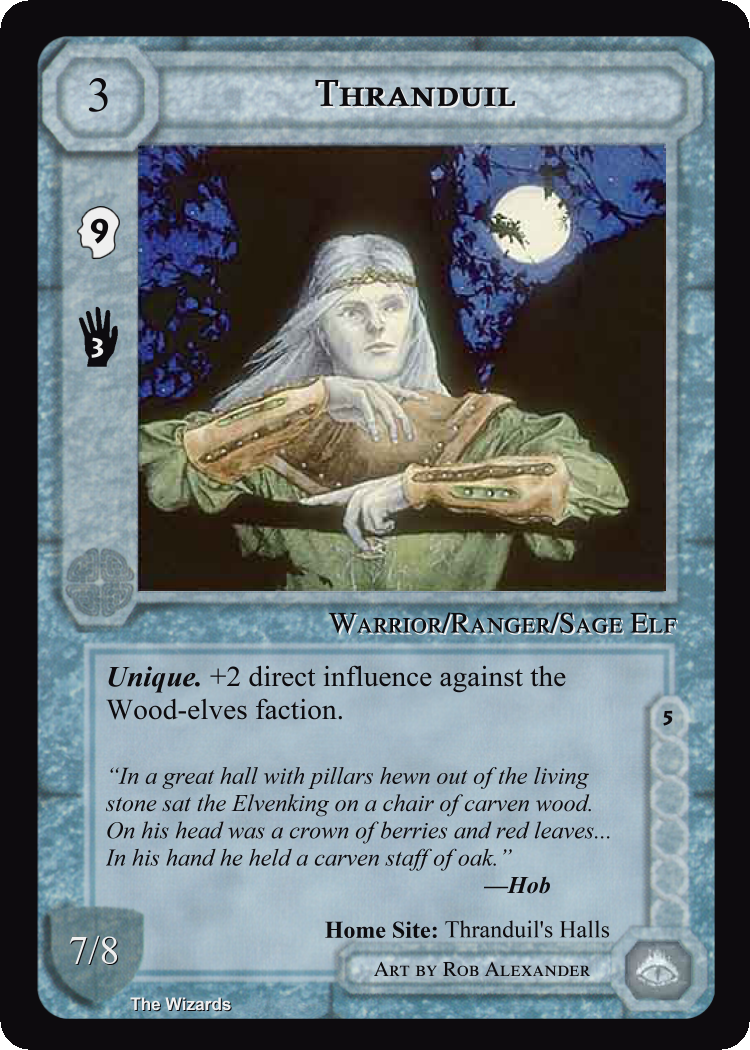 3
THRANDUIL
9
3
WARRIOR/RANGER/SAGE ELF
Unique. +2 direct influence against the
Wood-elves faction.
5
“In a great hall with pillars hewn out of the living
stone sat the Elvenking on a chair of carven wood.
On his head was a crown of berries and red leaves...
In his hand he held a carven staff of oak.”
—Hob
Home Site: Thranduil's Halls
7/8
ART BY ROB ALEXANDER
The Wizards